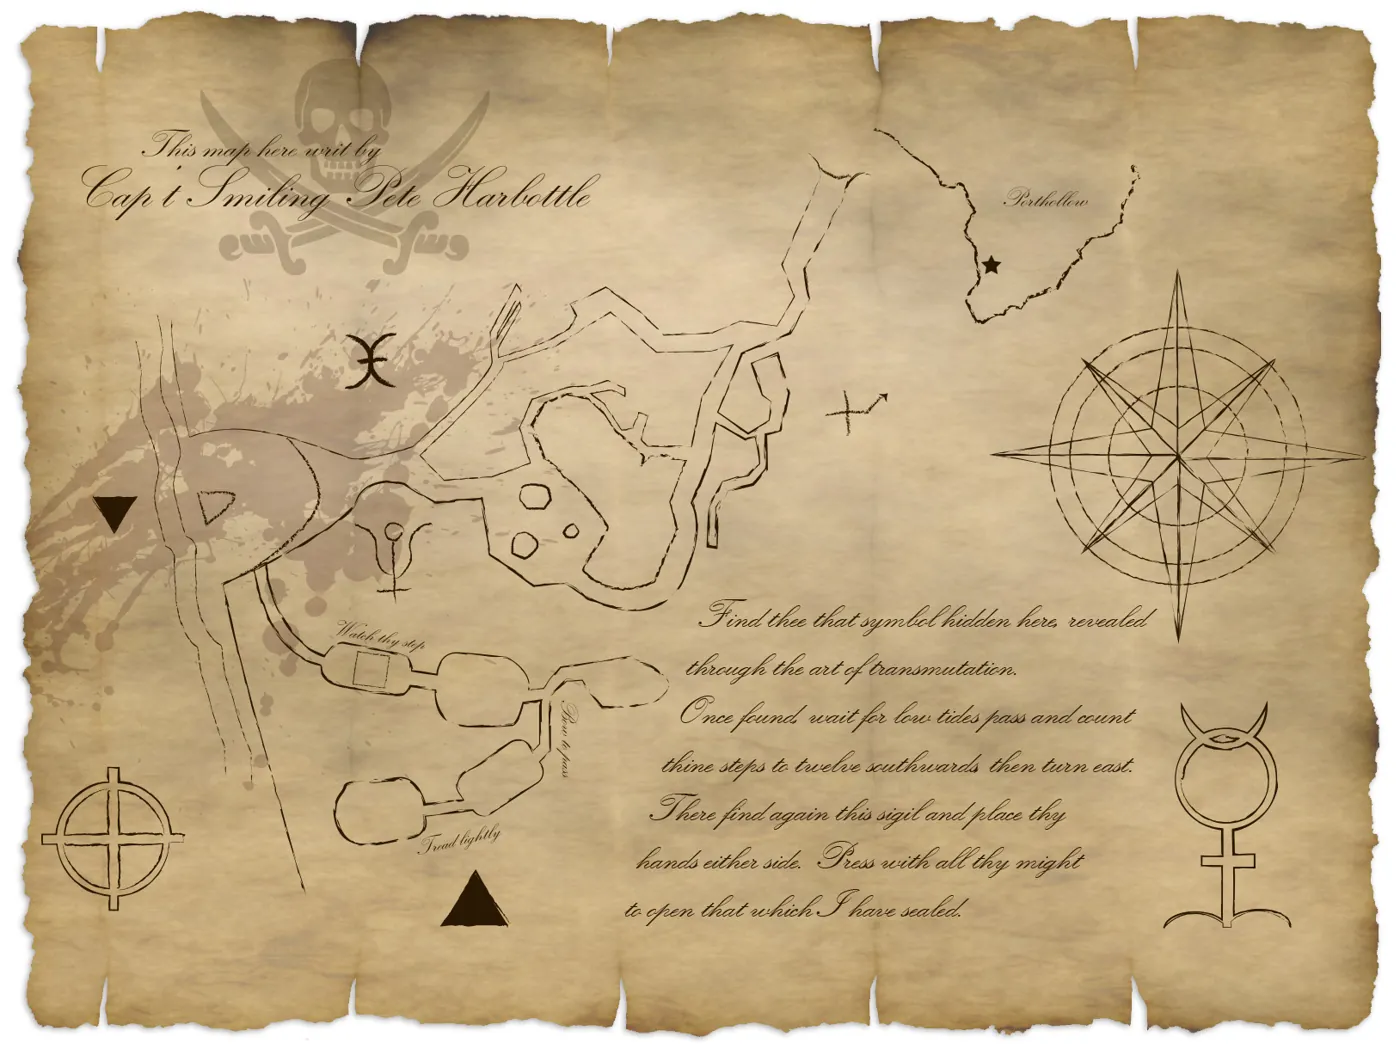 This map here writ by
Cap't Smiling Pete Harbottle
Porthollow
Watch thy step
Bow to pass
Tread lightly
Find thee that symbol hidden here, revealed
through the art of transmutation.
Once found, wait for low tides pass and count
thine steps to twelve southwards then turn east.
There find again this sigil and place thy
hands either side. Press with all thy might
to open that which I have sealed.